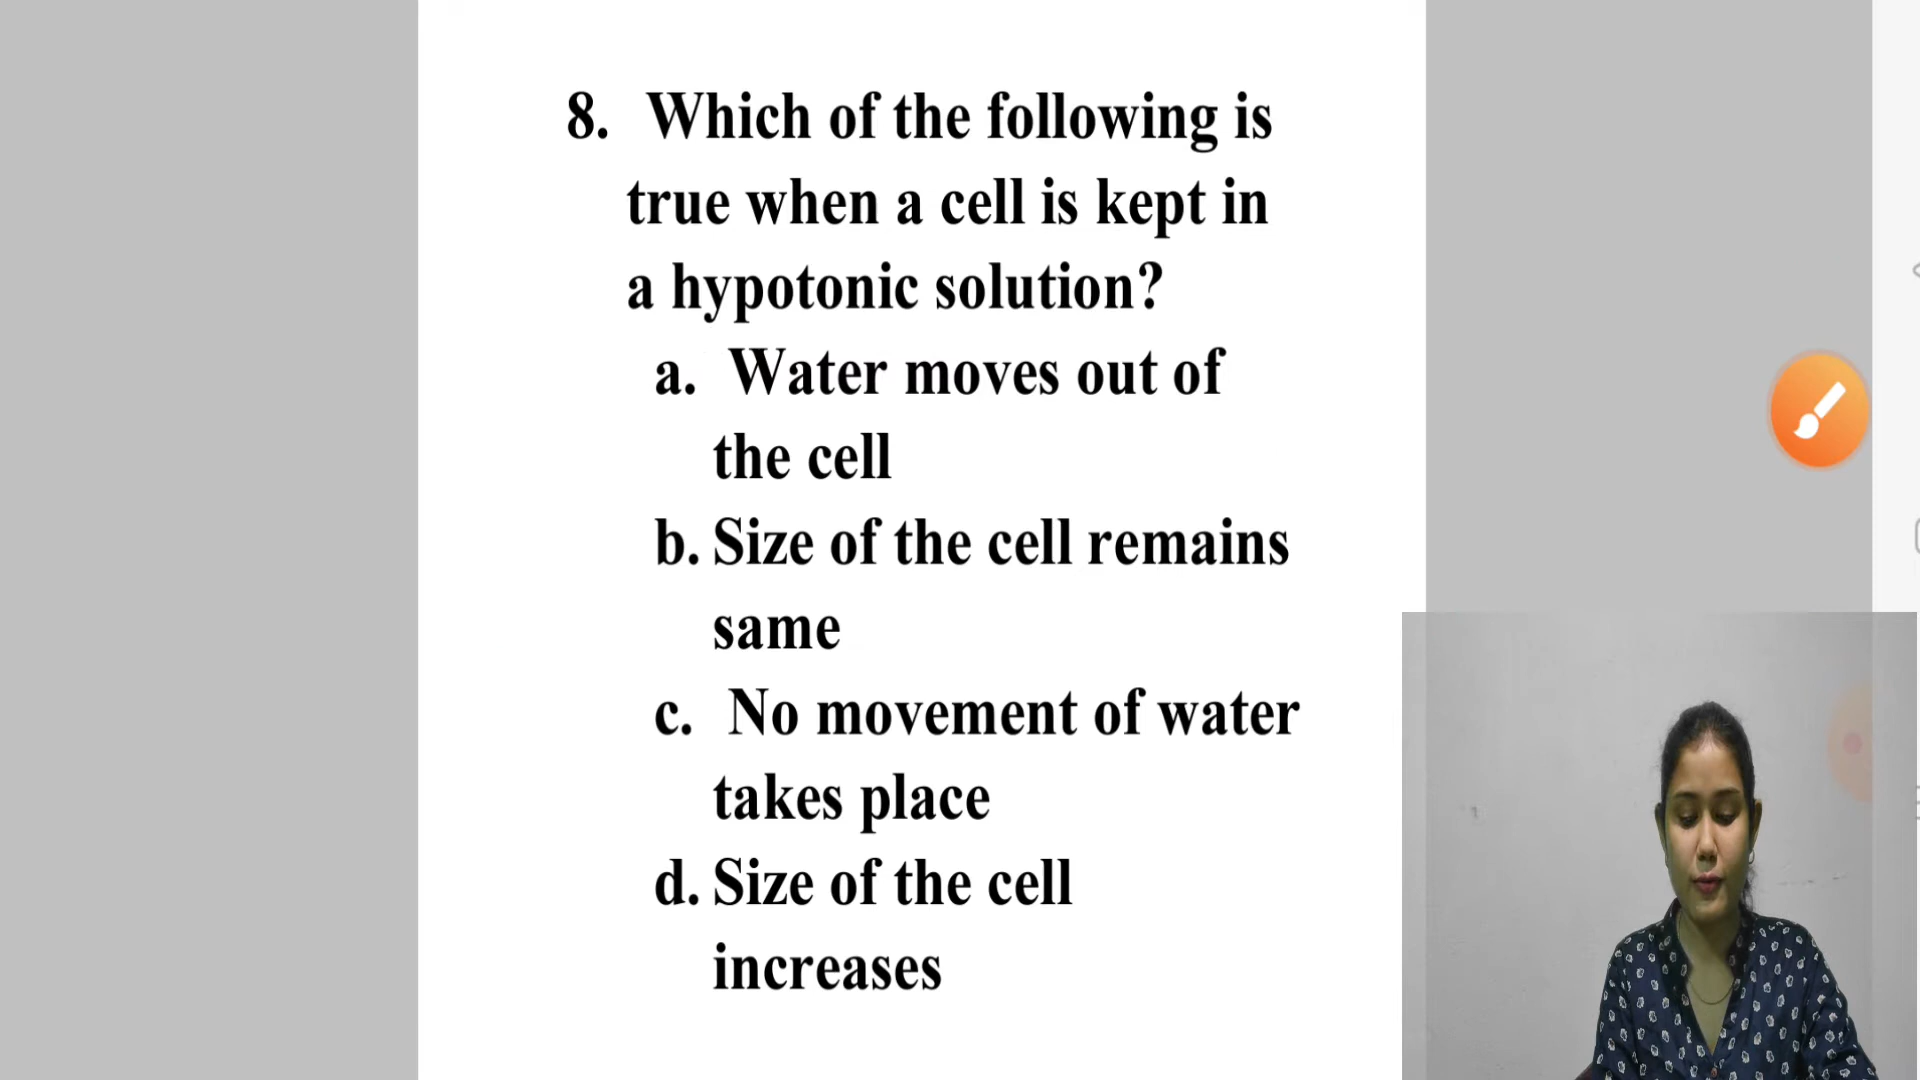 8. Which of the following is
true when a cell is kept in
a hypotonic solution?
a. Water moves out of
the cell
b. Size of the cell remains
same
c. No movement of water
takes place
d. Size of the cell
increases